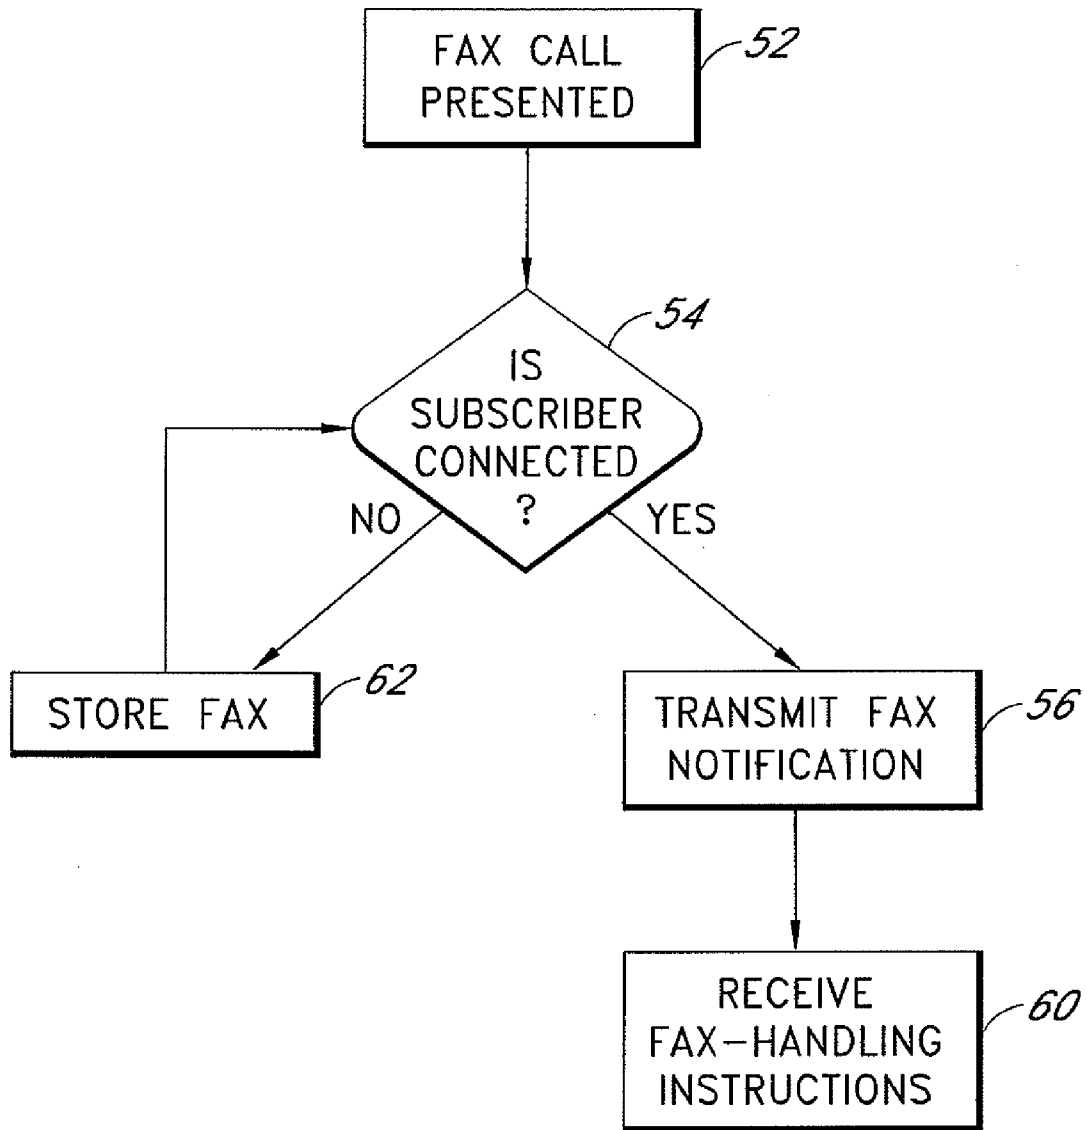 FAX CALL
PRESENTED
52
IS
SUBSCRIBER
CONNECTED
?
54
NO
YES
STORE FAX
62
TRANSMIT FAX
NOTIFICATION
56
RECEIVE
FAX-HANDLING
INSTRUCTIONS
60